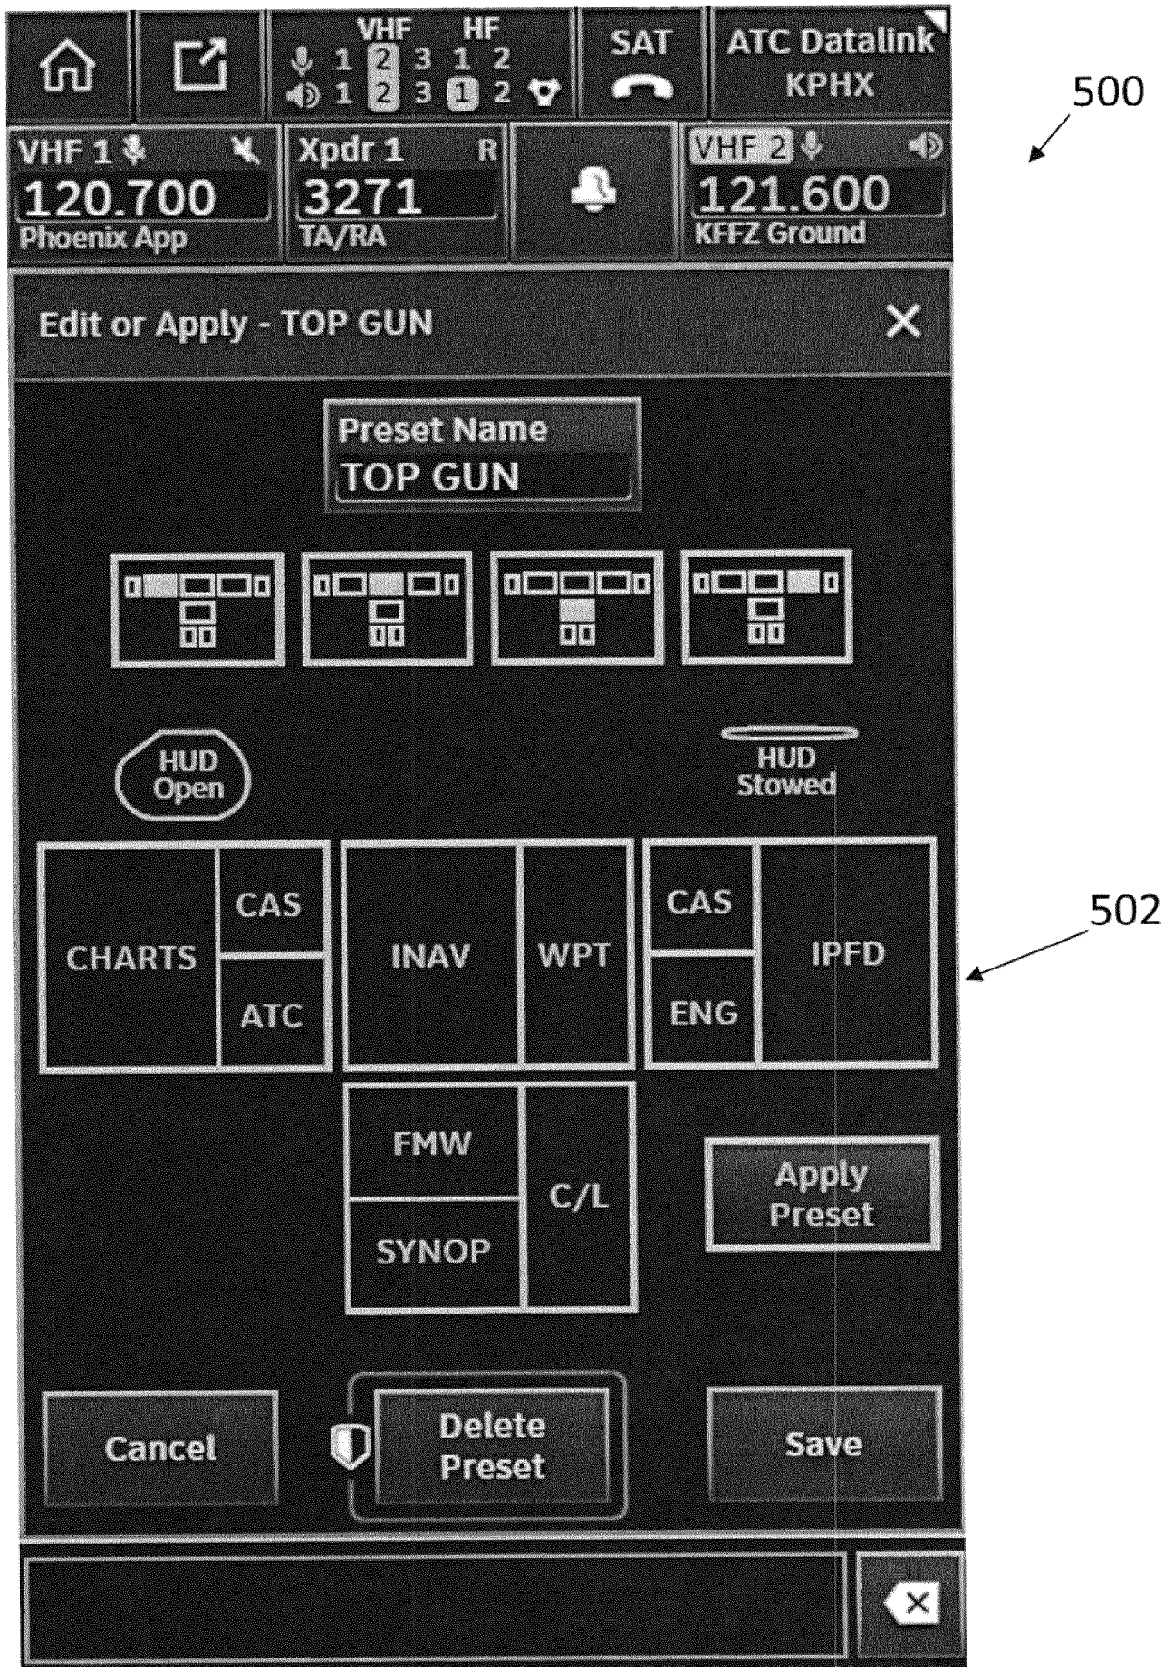 VHF HF
1 2 3 1 2
1 2 3 1 2
SAT
ATC Datalink
KPHX
500
VHF 1
120.700
Phoenix App
Xpdr 1 R
3271
TA/RA
VHF 2
121.600
KFFZ Ground
Edit or Apply - TOP GUN
Preset Name
TOP GUN
HUD
Open
HUD
Stowed
CHARTS
CAS
ATC
INAV
WPT
CAS
ENG
IPFD
502
FMW
SYNOP
C/L
Apply
Preset
Cancel
Delete
Preset
Save